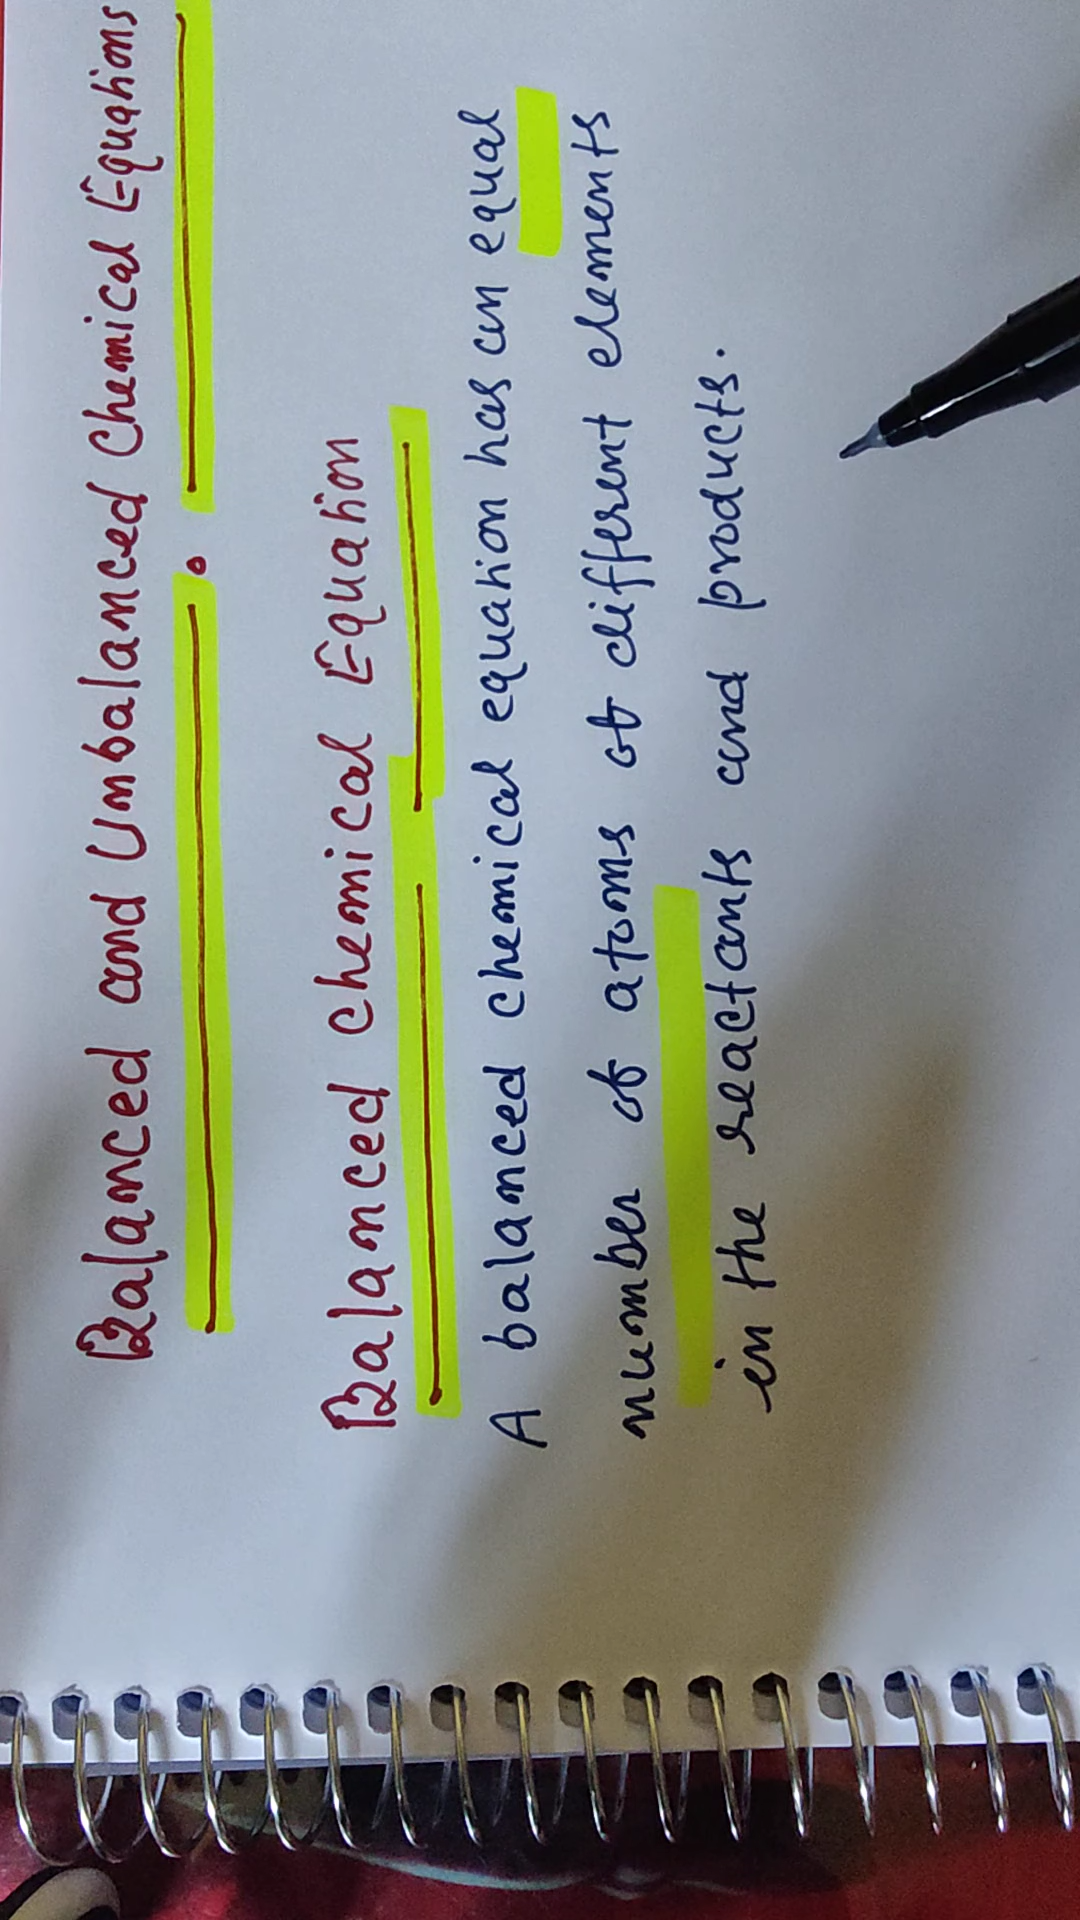 Balanced and Unbalanced Chemical Equations
Balanced Chemical Equation
A balanced chemical equation has an equal
number of atoms of different elements
in the reactants and products.